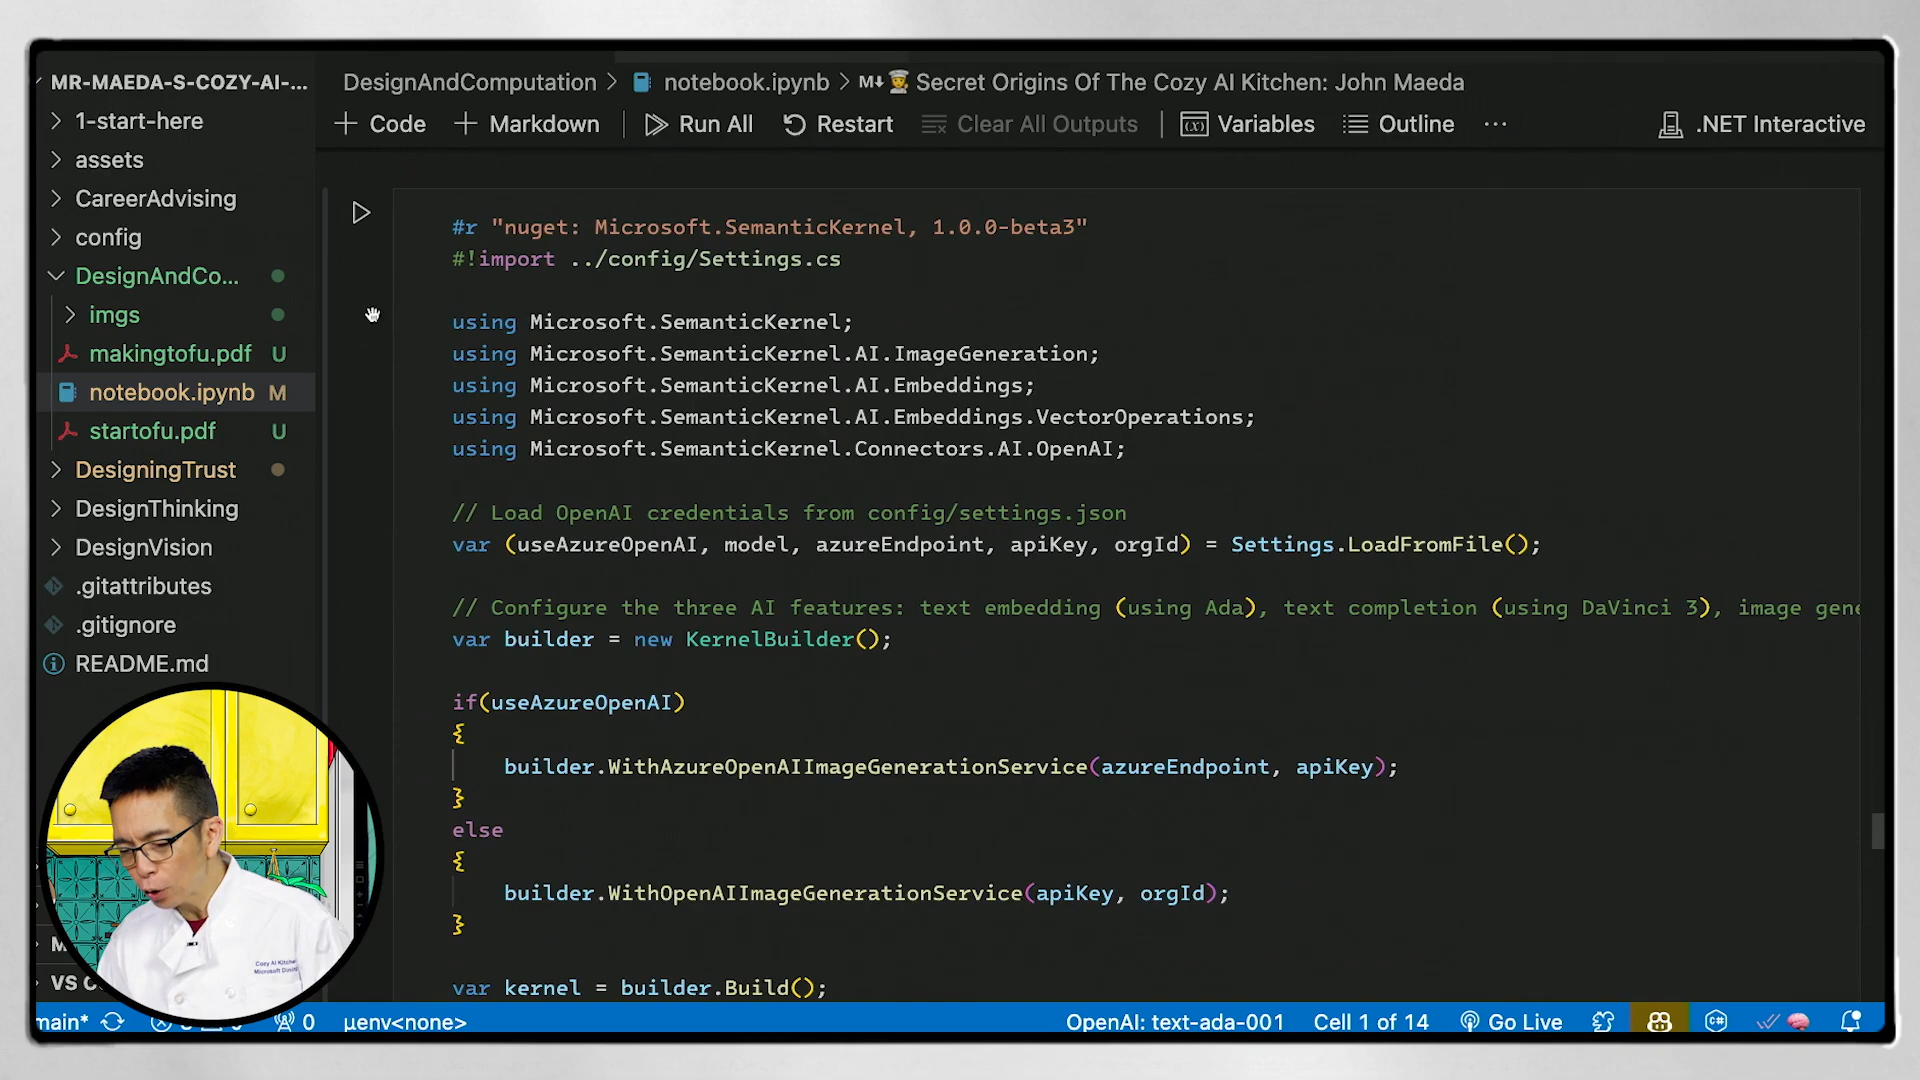 MR-MAEDA-S-COZY-AI-...
1-start-here
assets
CareerAdvising
config
DesignAndCo...
imgs
makingtofu.pdf U
notebook.ipynb M
startofu.pdf U
DesigningTrust
DesignThinking
DesignVision
.gitattributes
.gitignore
README.md
VS C
DesignAndComputation > notebook.ipynb > M↓ Secret Origins Of The Cozy AI Kitchen: John Maeda
+ Code + Markdown Run All Restart Clear All Outputs Variables Outline ... .NET Interactive
#r "nuget: Microsoft.SemanticKernel, 1.0.0-beta3"
#!import ../config/Settings.cs
using Microsoft.SemanticKernel;
using Microsoft.SemanticKernel.AI.ImageGeneration;
using Microsoft.SemanticKernel.AI.Embeddings;
using Microsoft.SemanticKernel.AI.Embeddings.VectorOperations;
using Microsoft.SemanticKernel.Connectors.AI.OpenAI;
// Load OpenAI credentials from config/settings.json
var (useAzureOpenAI, model, azureEndpoint, apiKey, orgId) = Settings.LoadFromFile();
// Configure the three AI features: text embedding (using Ada), text completion (using DaVinci 3), image gene
var builder = new KernelBuilder();
if(useAzureOpenAI)
{
builder.WithAzureOpenAIImageGenerationService(azureEndpoint, apiKey);
}
else
{
builder.WithOpenAIImageGenerationService(apiKey, orgId);
}
var kernel = builder.Build();
Cozy AI Kitchen
Microsoft
main* 0 µenv<none> OpenAI: text-ada-001 Cell 1 of 14 Go Live